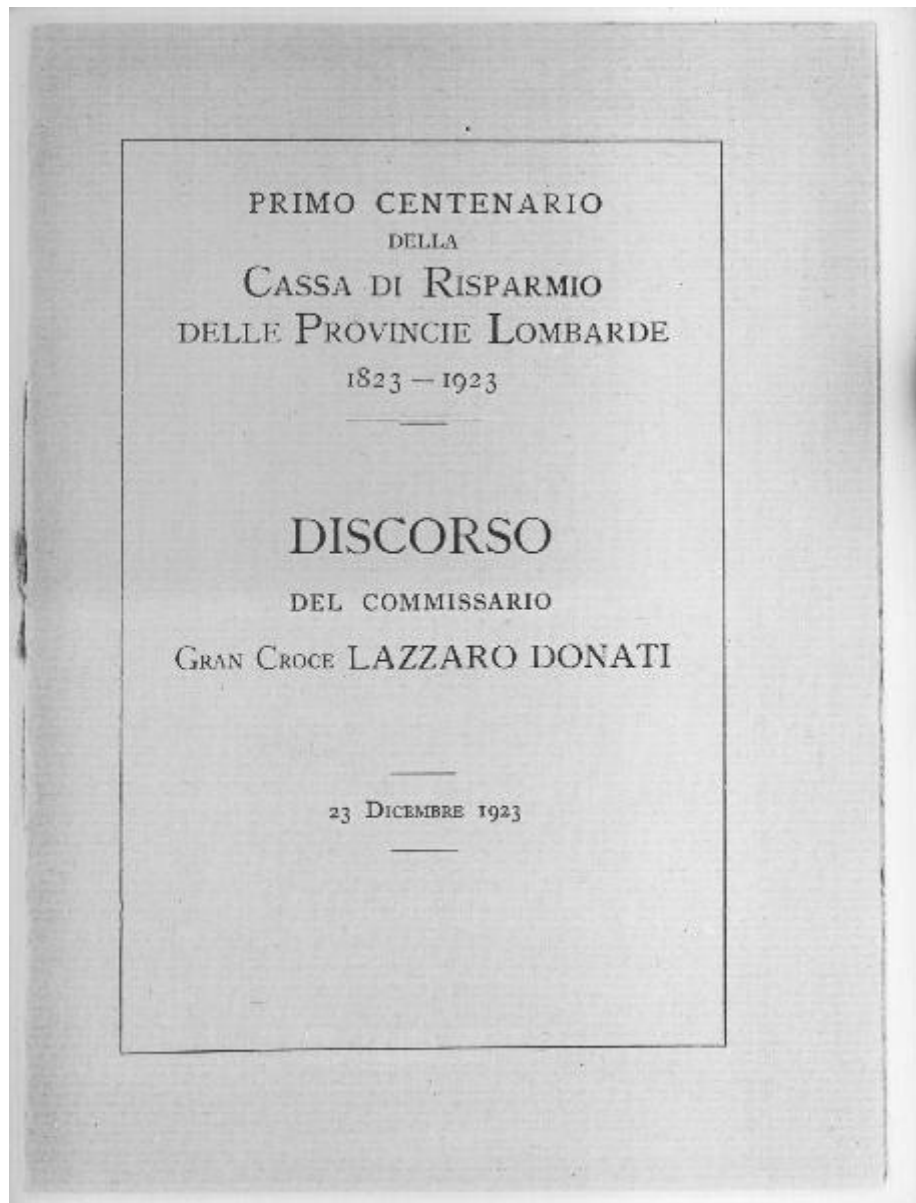 PRIMO CENTENARIO
DELLA
CASSA DI RISPARMIO
DELLE PROVINCIE LOMBARDE
1823 — 1923
DISCORSO
DEL COMMISSARIO
GRAN CROCE LAZZARO DONATI
23 DICEMBRE 1923